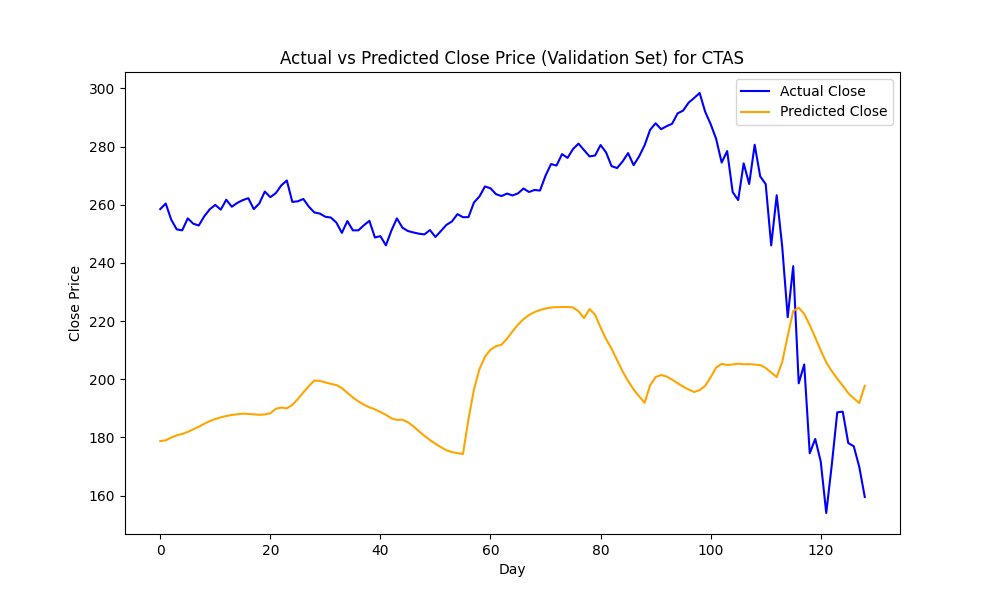 Actual vs Predicted Close Price (Validation Set) for CTAS
Actual Close
Predicted Close
Close Price
300
280
260
240
220
200
180
160
0 20 40 60 80 100 120
Day